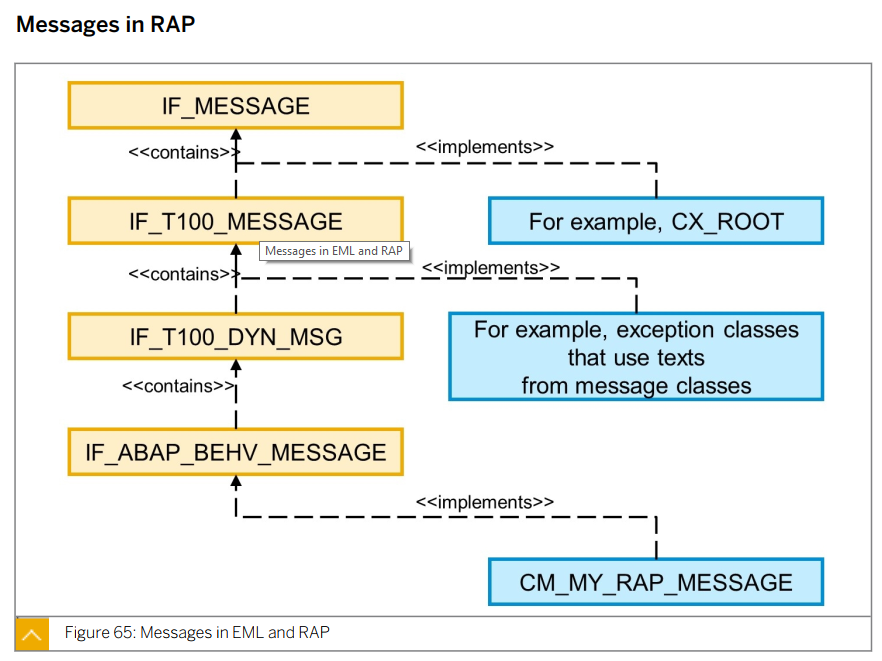 Messages in RAP
IF_MESSAGE
<<contains>>
<<implements>>
IF_T100_MESSAGE
For example, CX_ROOT
Messages in EML and RAP
<<contains>>
<<implements>>
IF_T100_DYN_MSG
For example, exception classes
that use texts
from message classes
<<contains>>
IF_ABAP_BEHV_MESSAGE
<<implements>>
CM_MY_RAP_MESSAGE
Figure 65: Messages in EML and RAP